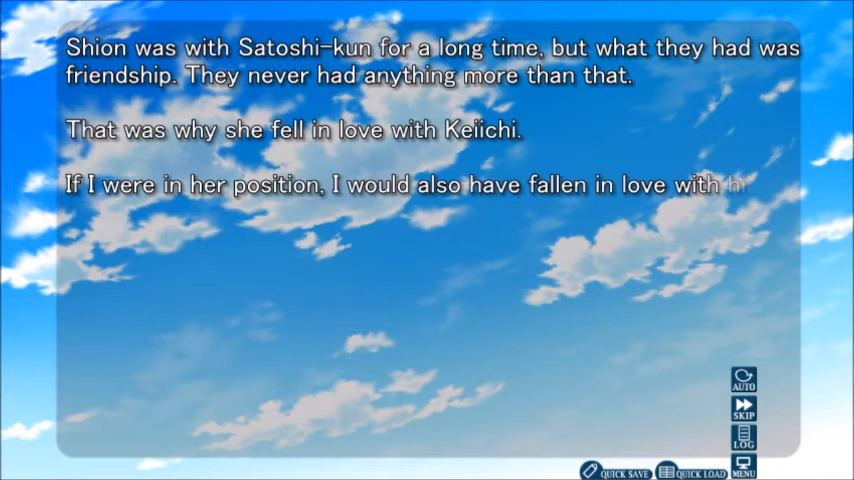 Shion was with Satoshi-kun for a long time, but what they had was
friendship. They never had anything more than that.
That was why she fell in love with Keiichi.
If I were in her position, I would also have fallen in love with
AUTO
SKIP
LOG
MENU
QUICK SAVE
QUICK LOAD